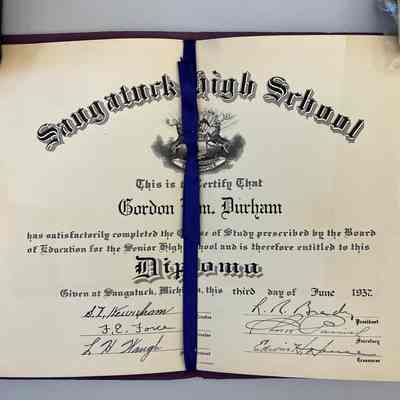 Saugatuck High School
This is Certify That
Gordon Wm. Durham
has satisfactorily completed the Course of Study prescribed by the Board
of Education for the Senior High School and is therefore entitled to this
Diploma
Given at Saugatuck, Michigan, this third day of June 1937.
L H Waugh
President
Secretary
Treasurer